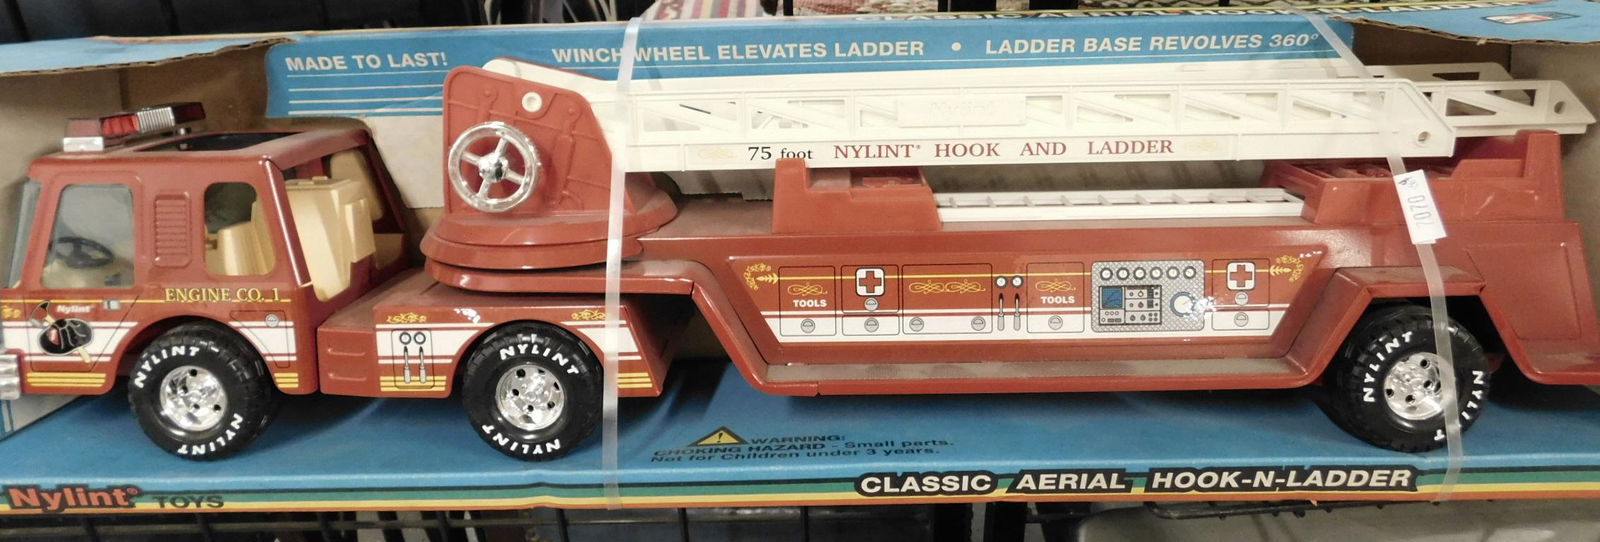 CLASSIC AERIAL
MADE TO LAST!
WINCH WHEEL ELEVATES LADDER • LADDER BASE REVOLVES 360°
Nylint
75 foot NYLINT® HOOK AND LADDER
ENGINE CO. 1
Nylint
TOOLS
TOOLS
NYLINT
NYLINT
NYLINT
NYLINT
NYLINT
NYLINT
WARNING:
CHOKING HAZARD - Small parts.
Not for Children under 3 years.
Nylint® TOYS
CLASSIC AERIAL HOOK-N-LADDER